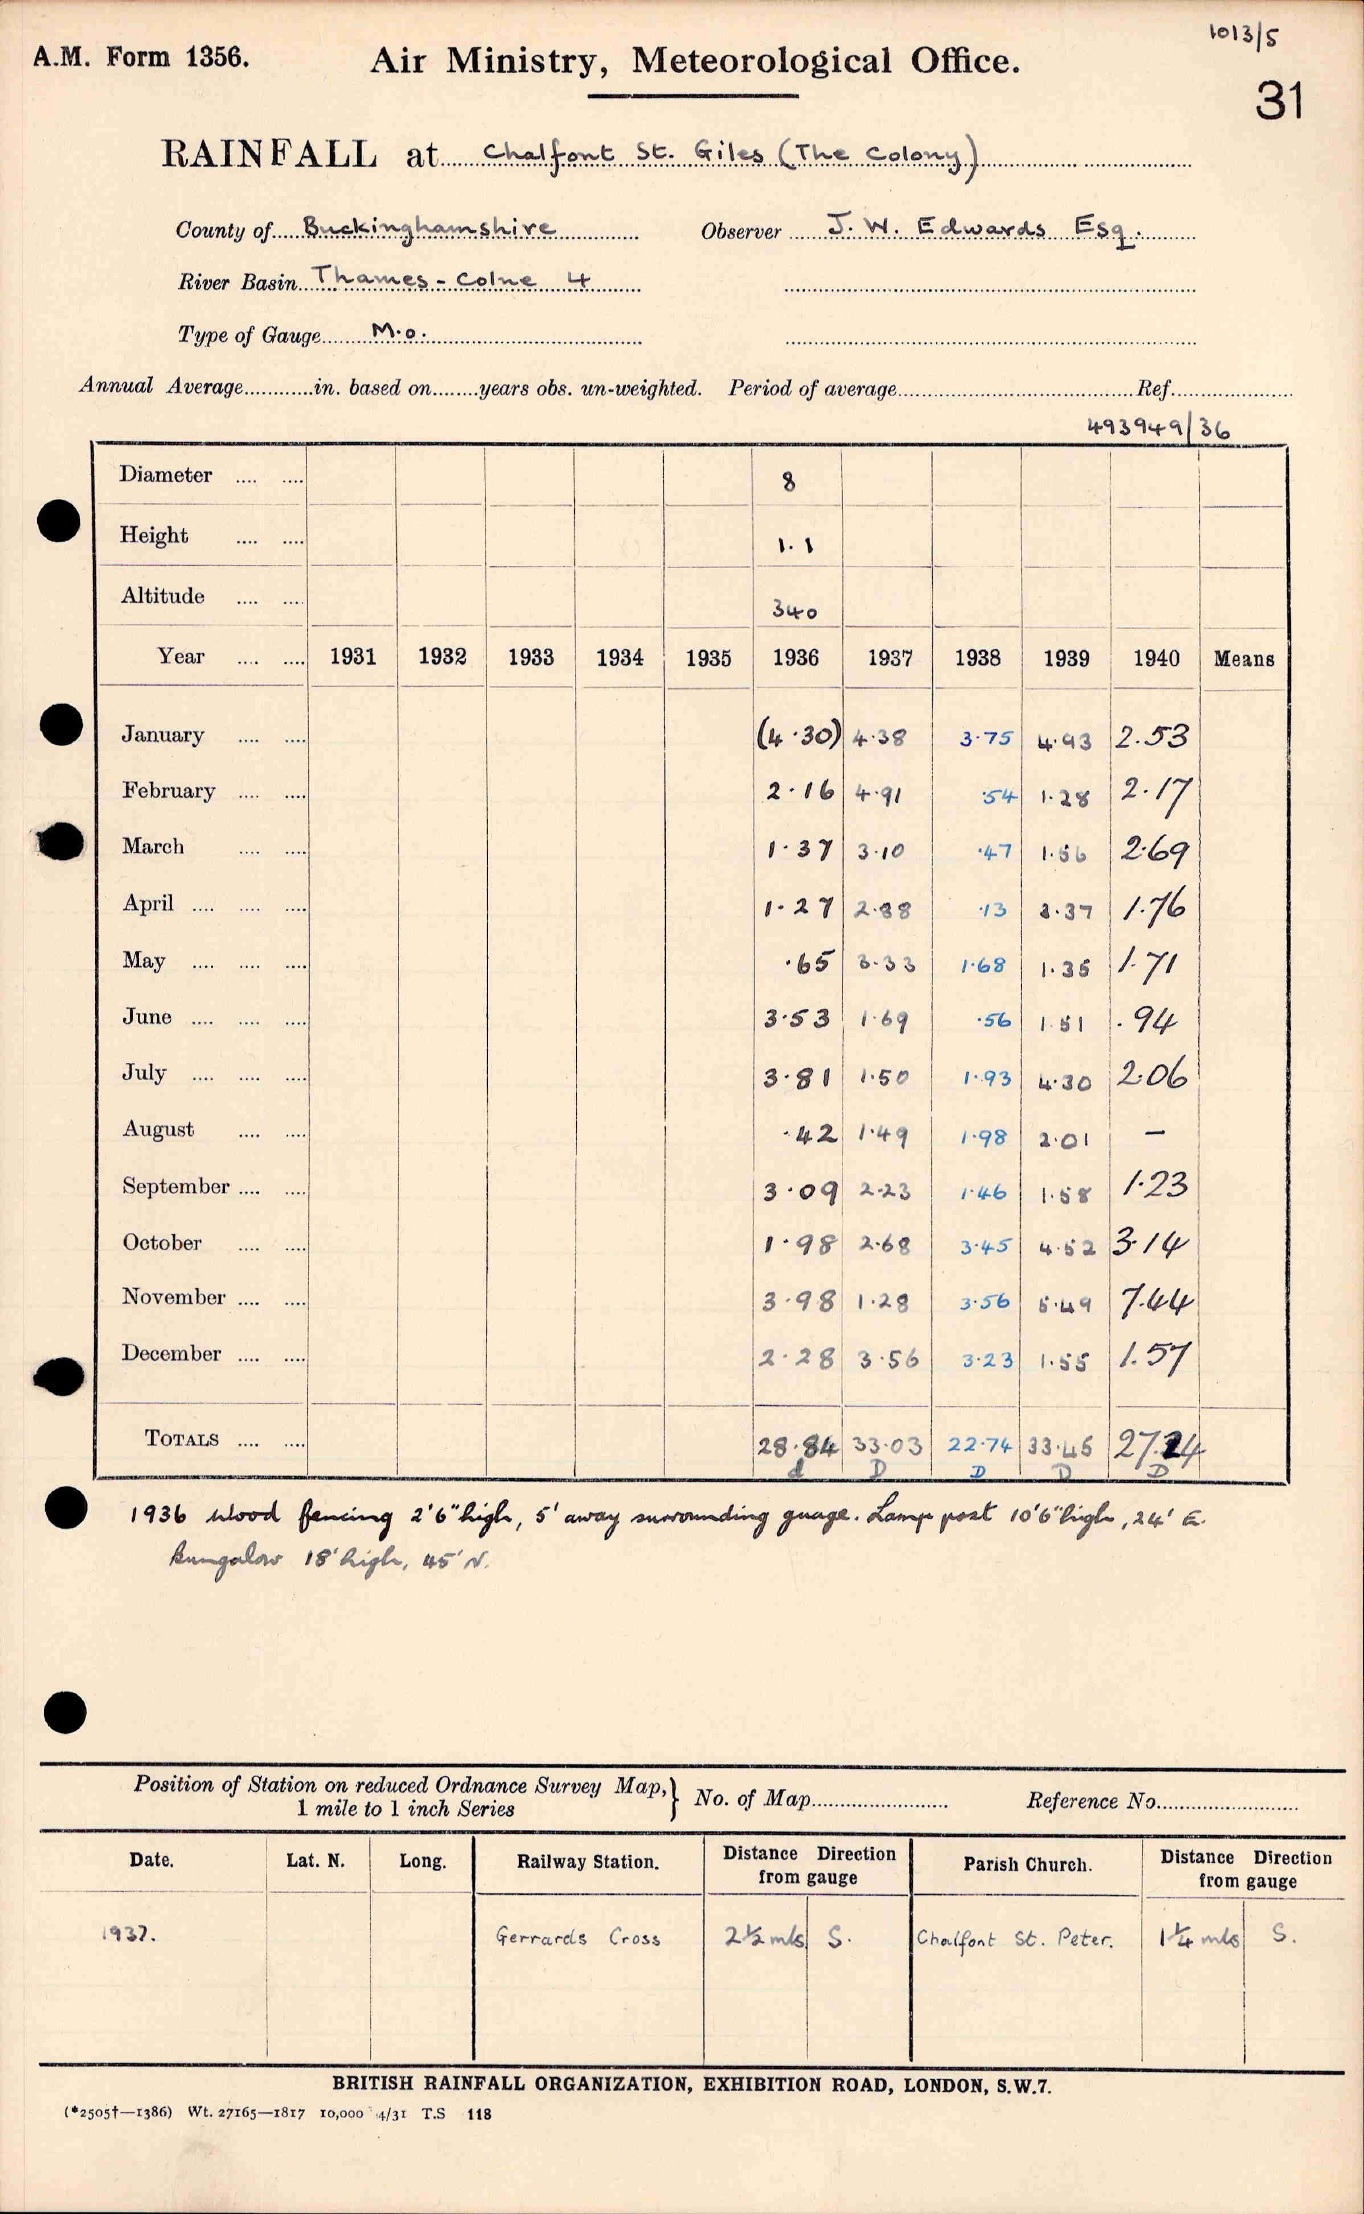 1013/5
A.M. Form 1356. Air Ministry, Meteorological Office.
31
RAINFALL at Chalfont St. Giles (The Colony)
County of Buckinghamshire Observer J. W. Edwards Esq.
River Basin Thames - Colne 4
Type of Gauge M.O.
Annual Average............in. based on........years obs. un-weighted. Period of average................Ref................
493949/36
Diameter .... .... 8
Height .... .... 1.1
Altitude .... .... 340
Year .... .... 1931 1932 1933 1934 1935 1936 1937 1938 1939 1940 Means
January .... .... (4.30) 4.38 3.75 4.93 2.53
February .... .... 2.16 4.91 .54 1.28 2.17
March .... .... 1.37 3.10 .47 1.56 2.69
April .... .... .... 1.27 2.88 .13 3.37 1.76
May .... .... .... .65 3.33 1.68 1.35 1.71
June .... .... .... 3.53 1.69 .56 1.51 .94
July .... .... .... 3.81 1.50 1.93 4.30 2.06
August .... .... .42 1.49 1.98 2.01 –
September .... .... 3.09 2.23 1.46 1.58 1.23
October .... .... 1.98 2.68 3.45 4.52 3.14
November .... .... 3.98 1.28 3.56 5.49 7.44
December .... .... 2.28 3.56 3.23 1.55 1.57
TOTALS .... .... 28.84 33.03 22.74 33.45 27.24
d D D D D
1936 Wood fencing 2'6" high, 5' away surrounding guage. Lamp post 10'6" high, 24' E.
Bungalow 18' high, 45' N.
Position of Station on reduced Ordnance Survey Map,} No. of Map........................ Reference No.........................
1 mile to 1 inch Series
Date. Lat. N. Long. Railway Station. Distance Direction from gauge Parish Church. Distance Direction from gauge
1937. Gerrards Cross 2½ mls S. Chalfont St. Peter. 1¼ mls S.
BRITISH RAINFALL ORGANIZATION, EXHIBITION ROAD, LONDON, S.W.7.
(*2505†—1386) Wt. 27165—1817 10,000 4/31 T.S 118